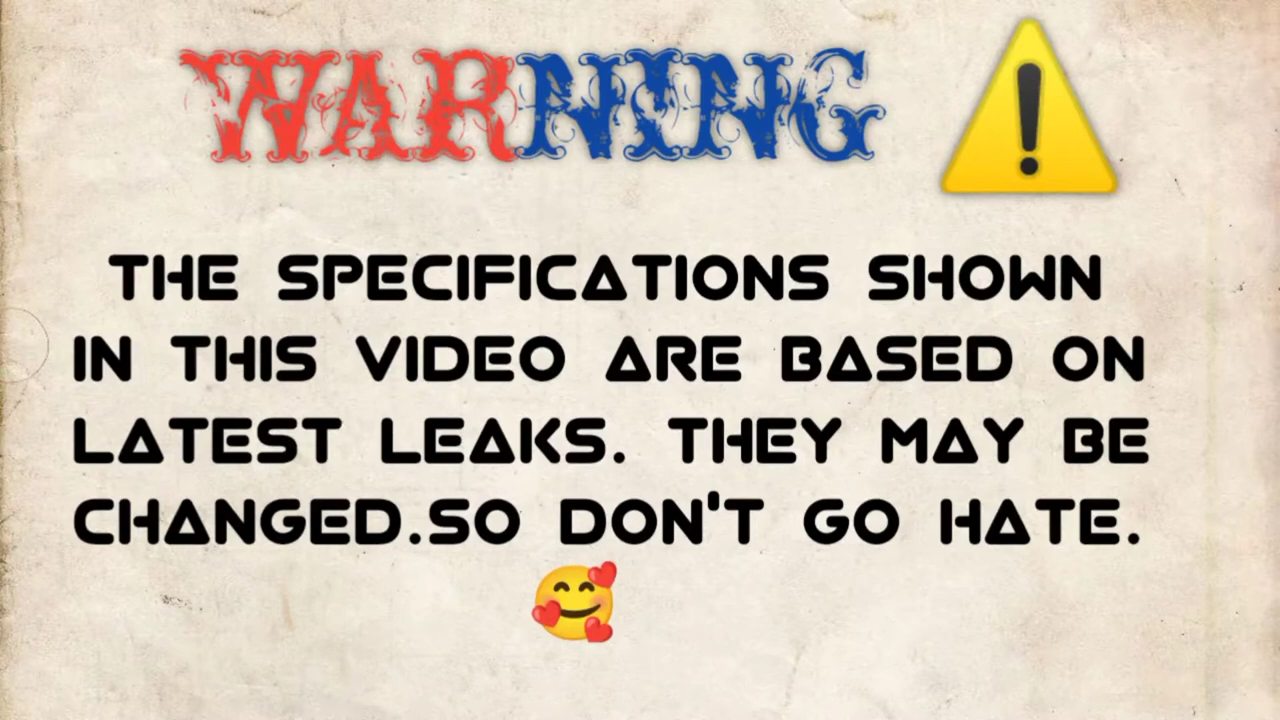 WARNING ⚠️
THE SPECIFICATIONS SHOWN
IN THIS VIDEO ARE BASED ON
LATEST LEAKS. THEY MAY BE
CHANGED.SO DON'T GO HATE.
🥰